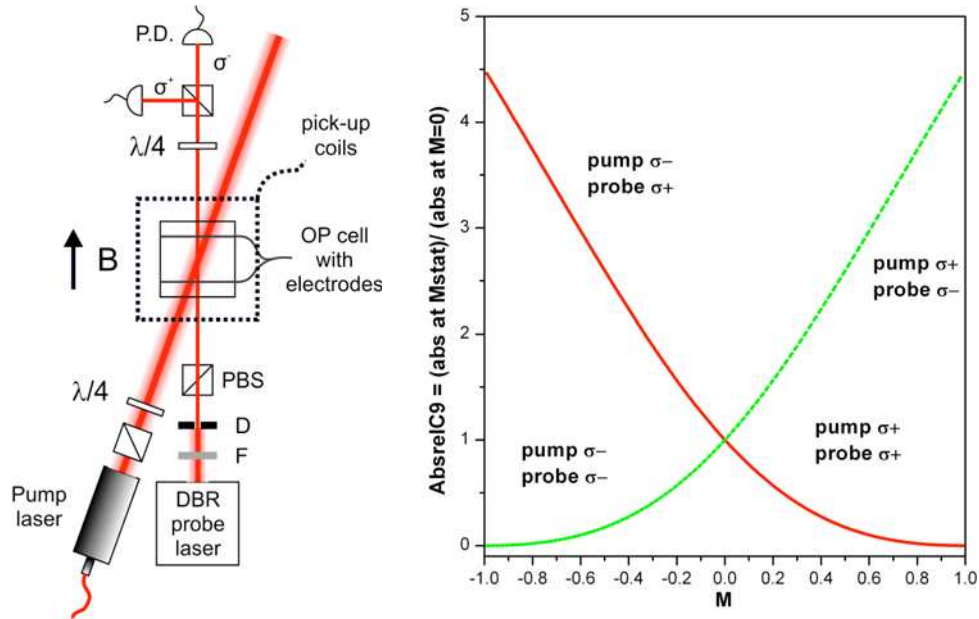 P.D.
σ⁻
σ⁺
λ/4
pick-up
coils
B
OP cell
with
electrodes
PBS
λ/4
D
F
Pump
laser
DBR
probe
laser
AbsrelC9 = (abs at Mstat)/ (abs at M=0)
5
4
3
2
1
0
pump σ−
probe σ+
pump σ+
probe σ−
pump σ+
probe σ+
pump σ−
probe σ−
-1.0 -0.8 -0.6 -0.4 -0.2 0.0 0.2 0.4 0.6 0.8 1.0
M